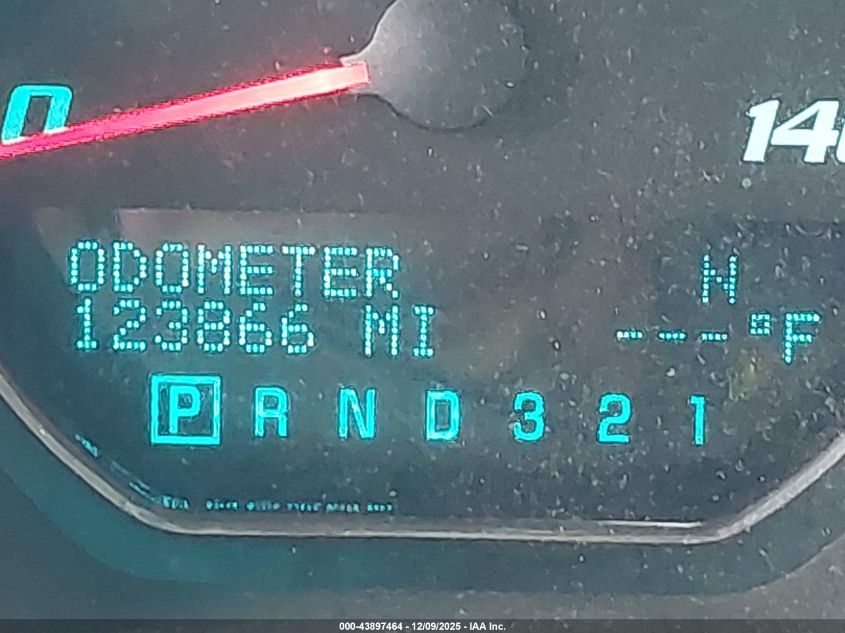 0
140
ODOMETER N
123866 MI ---°F
P R N D 3 2 1
000-43897464 - 12/09/2025 - IAA Inc.